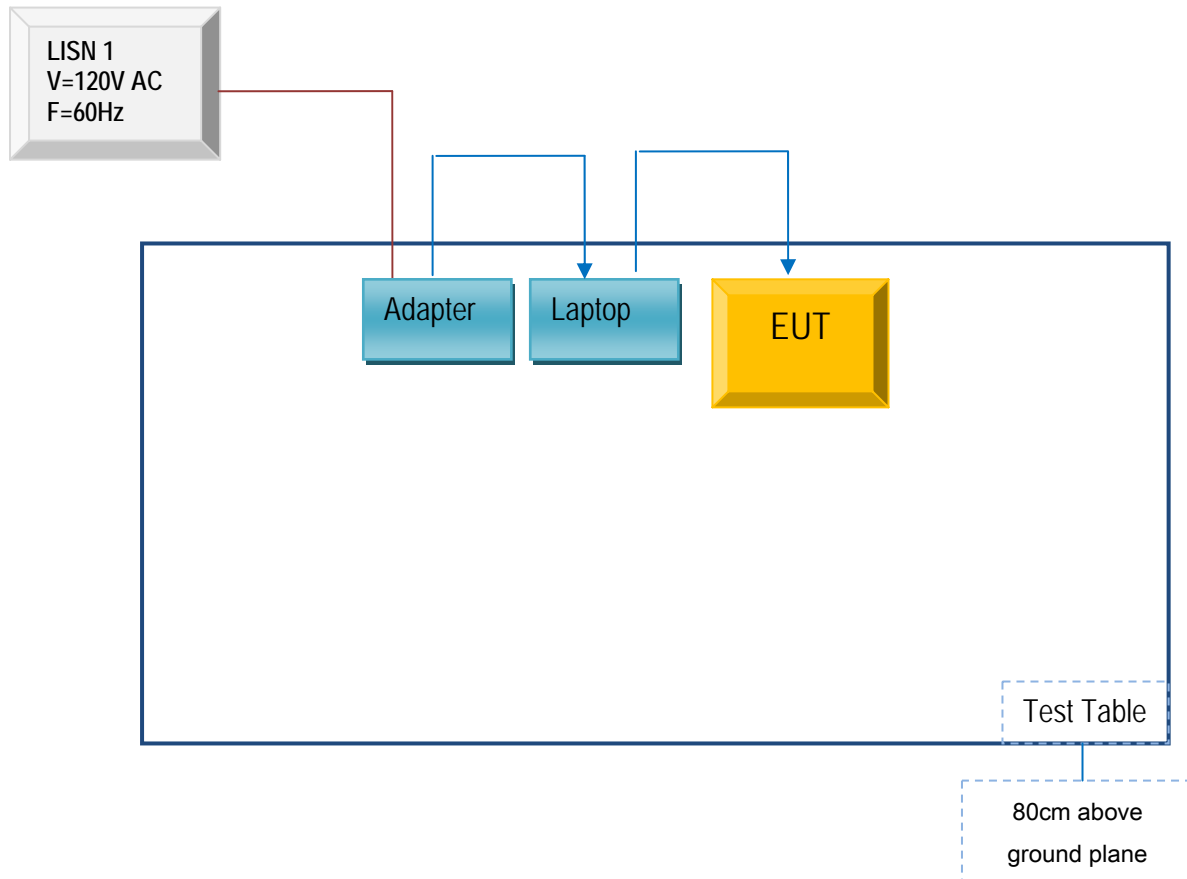 LISN 1
V=120V AC
F=60Hz
Adapter
Laptop
EUT
Test Table
80cm above
ground plane